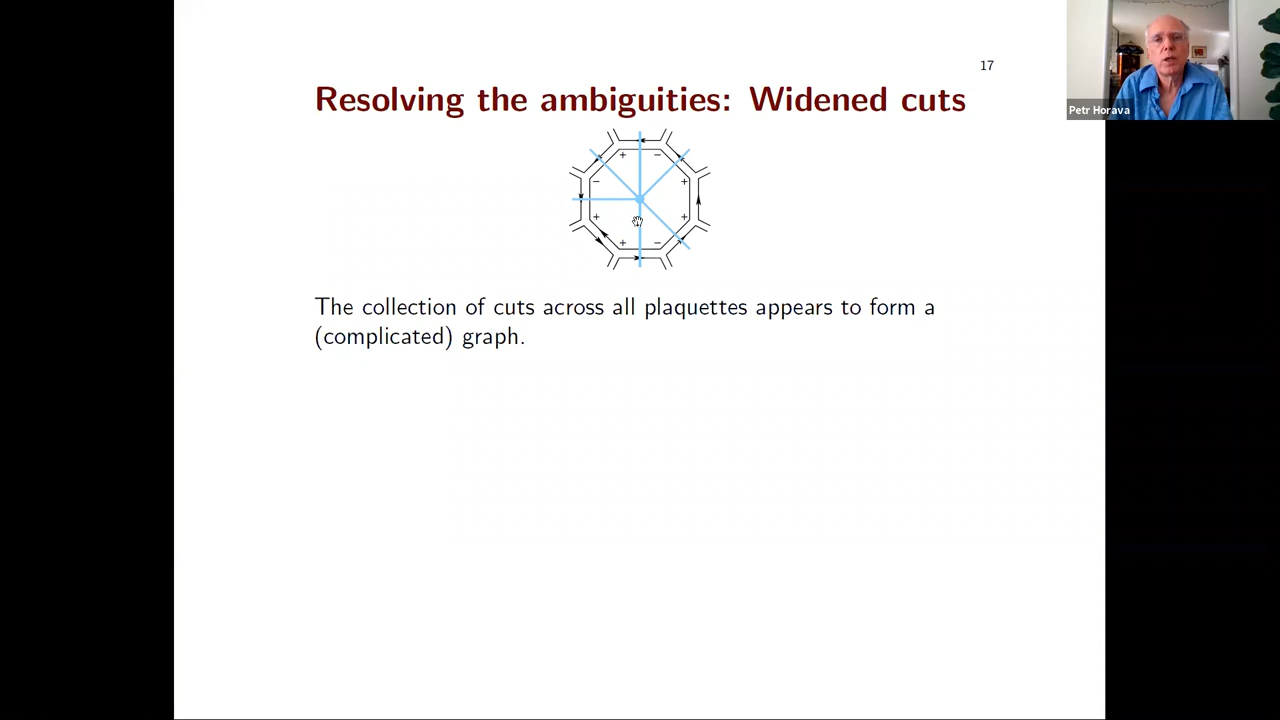 17
Resolving the ambiguities: Widened cuts
+ −
− +
+ +
+ −
The collection of cuts across all plaquettes appears to form a
(complicated) graph.
Petr Horava